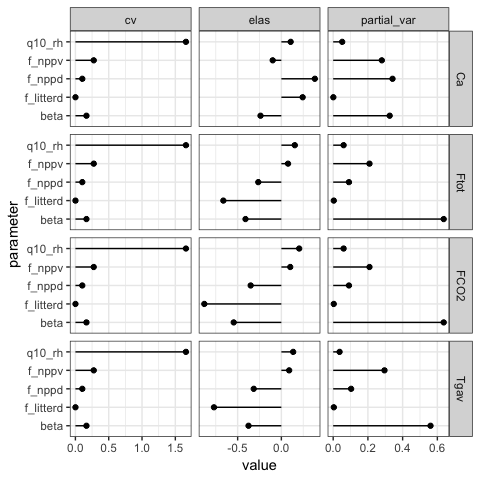 cv elas partial_var
q10_rh
f_nppv
f_nppd
f_litterd
beta
Ca
q10_rh
f_nppv
f_nppd
f_litterd
beta
Ftot
q10_rh
f_nppv
f_nppd
f_litterd
beta
FCO2
q10_rh
f_nppv
f_nppd
f_litterd
beta
Tgav
parameter
0.0 0.5 1.0 1.5 -0.5 0.0 0.0 0.2 0.4 0.6
value